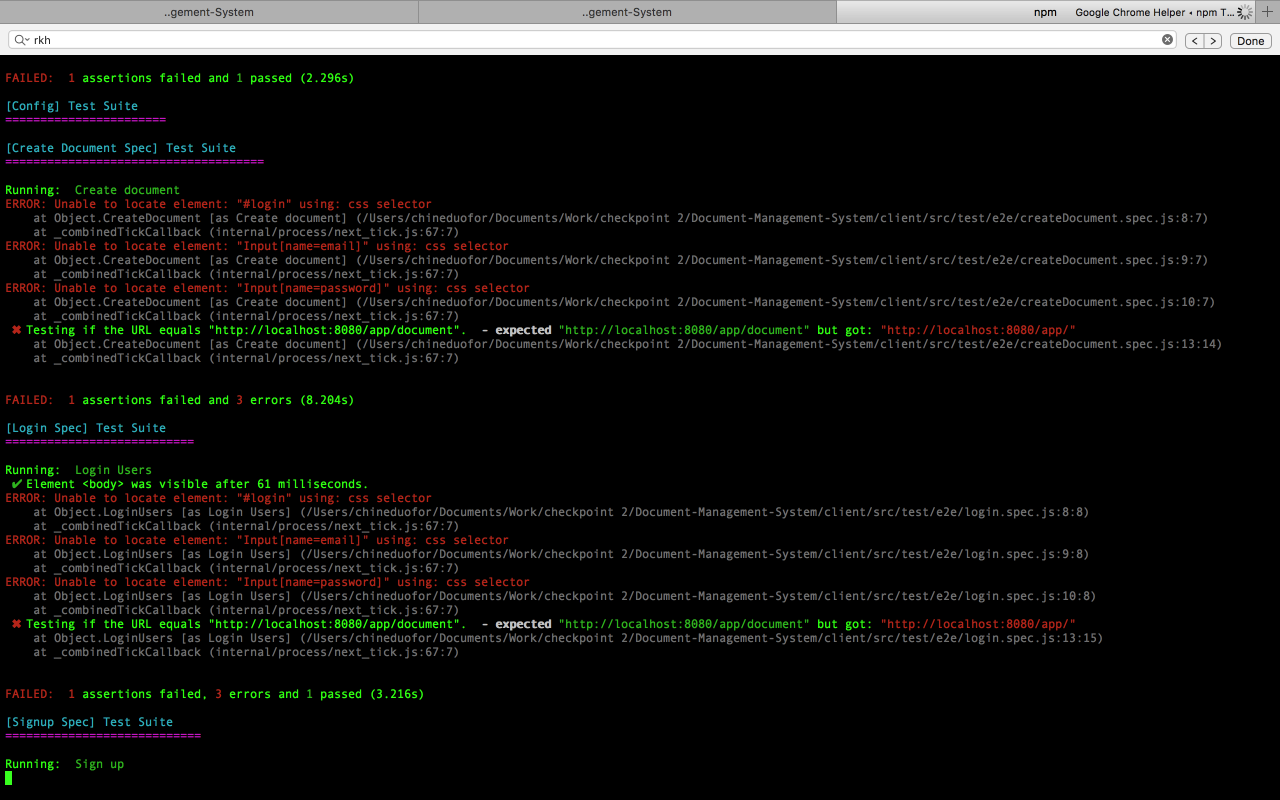 ..gement-System
..gement-System
npm Google Chrome Helper ◂ npm T...
rkh
< > Done
FAILED: 1 assertions failed and 1 passed (2.296s)
[Config] Test Suite
=======================
[Create Document Spec] Test Suite
=====================================
Running: Create document
ERROR: Unable to locate element: "#login" using: css selector
at Object.CreateDocument [as Create document] (/Users/chineduofor/Documents/Work/checkpoint 2/Document-Management-System/client/src/test/e2e/createDocument.spec.js:8:7)
at _combinedTickCallback (internal/process/next_tick.js:67:7)
ERROR: Unable to locate element: "Input[name=email]" using: css selector
at Object.CreateDocument [as Create document] (/Users/chineduofor/Documents/Work/checkpoint 2/Document-Management-System/client/src/test/e2e/createDocument.spec.js:9:7)
at _combinedTickCallback (internal/process/next_tick.js:67:7)
ERROR: Unable to locate element: "Input[name=password]" using: css selector
at Object.CreateDocument [as Create document] (/Users/chineduofor/Documents/Work/checkpoint 2/Document-Management-System/client/src/test/e2e/createDocument.spec.js:10:7)
at _combinedTickCallback (internal/process/next_tick.js:67:7)
✖ Testing if the URL equals "http://localhost:8080/app/document". - expected "http://localhost:8080/app/document" but got: "http://localhost:8080/app/"
at Object.CreateDocument [as Create document] (/Users/chineduofor/Documents/Work/checkpoint 2/Document-Management-System/client/src/test/e2e/createDocument.spec.js:13:14)
at _combinedTickCallback (internal/process/next_tick.js:67:7)
FAILED: 1 assertions failed and 3 errors (8.204s)
[Login Spec] Test Suite
===========================
Running: Login Users
✔ Element <body> was visible after 61 milliseconds.
ERROR: Unable to locate element: "#login" using: css selector
at Object.LoginUsers [as Login Users] (/Users/chineduofor/Documents/Work/checkpoint 2/Document-Management-System/client/src/test/e2e/login.spec.js:8:8)
at _combinedTickCallback (internal/process/next_tick.js:67:7)
ERROR: Unable to locate element: "Input[name=email]" using: css selector
at Object.LoginUsers [as Login Users] (/Users/chineduofor/Documents/Work/checkpoint 2/Document-Management-System/client/src/test/e2e/login.spec.js:9:8)
at _combinedTickCallback (internal/process/next_tick.js:67:7)
ERROR: Unable to locate element: "Input[name=password]" using: css selector
at Object.LoginUsers [as Login Users] (/Users/chineduofor/Documents/Work/checkpoint 2/Document-Management-System/client/src/test/e2e/login.spec.js:10:8)
at _combinedTickCallback (internal/process/next_tick.js:67:7)
✖ Testing if the URL equals "http://localhost:8080/app/document". - expected "http://localhost:8080/app/document" but got: "http://localhost:8080/app/"
at Object.LoginUsers [as Login Users] (/Users/chineduofor/Documents/Work/checkpoint 2/Document-Management-System/client/src/test/e2e/login.spec.js:13:15)
at _combinedTickCallback (internal/process/next_tick.js:67:7)
FAILED: 1 assertions failed, 3 errors and 1 passed (3.216s)
[Signup Spec] Test Suite
============================
Running: Sign up